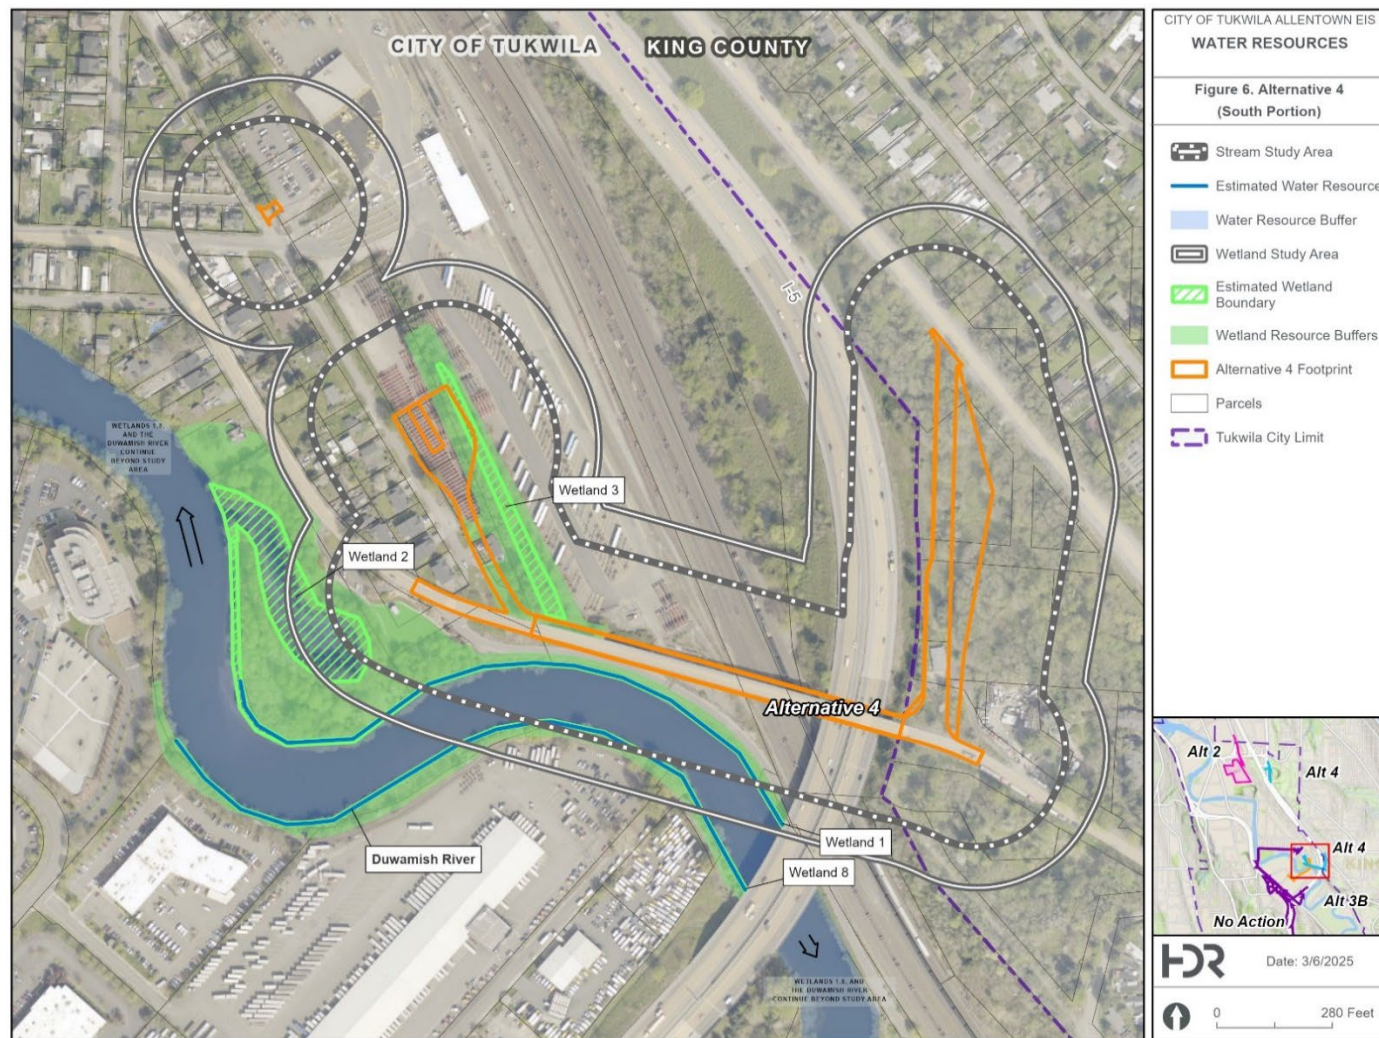 CITY OF TUKWILA
KING COUNTY
I-5
WETLANDS 1,8
AND THE
DUWAMISH RIVER
CONTINUE
BEYOND STUDY
AREA
Wetland 3
Wetland 2
Alternative 4
Wetland 1
Duwamish River
Wetland 8
WETLANDS 1,8, AND
THE DUWAMISH RIVER
CONTINUE BEYOND STUDY AREA
CITY OF TUKWILA ALLENTOWN EIS
WATER RESOURCES
Figure 6. Alternative 4
(South Portion)
Stream Study Area
Estimated Water Resource
Water Resource Buffer
Wetland Study Area
Estimated Wetland
Boundary
Wetland Resource Buffers
Alternative 4 Footprint
Parcels
Tukwila City Limit
Alt 2
Alt 4
Alt 4
Alt 3B
No Action
HDR
Date: 3/6/2025
0 280 Feet